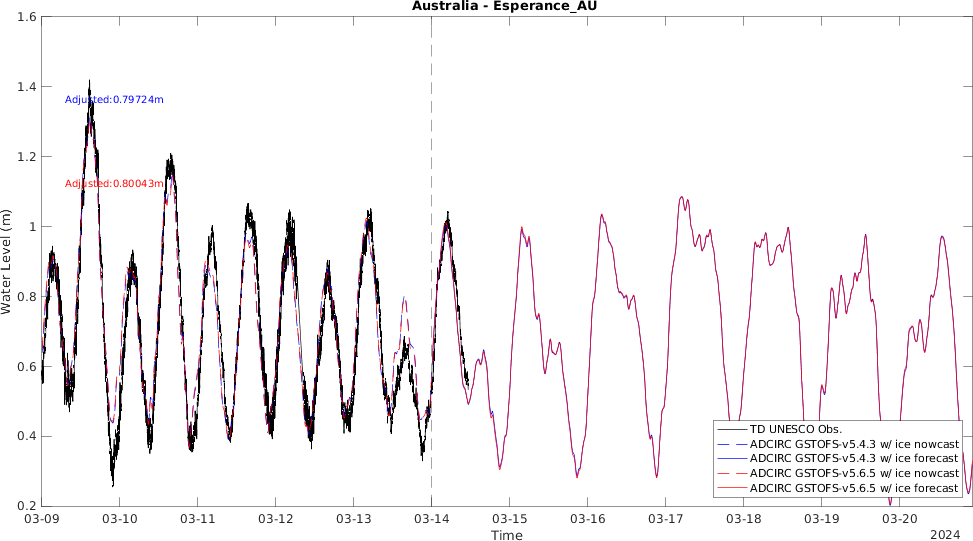 Australia - Esperance_AU
1.6
1.4
1.2
1
0.8
0.6
0.4
0.2
Water Level (m)
Adjusted:0.79724m
Adjusted:0.80043m
TD UNESCO Obs.
ADCIRC GSTOFS-v5.4.3 w/ ice nowcast
ADCIRC GSTOFS-v5.4.3 w/ ice forecast
ADCIRC GSTOFS-v5.6.5 w/ ice nowcast
ADCIRC GSTOFS-v5.6.5 w/ ice forecast
03-09 03-10 03-11 03-12 03-13 03-14 03-15 03-16 03-17 03-18 03-19 03-20
Time
2024